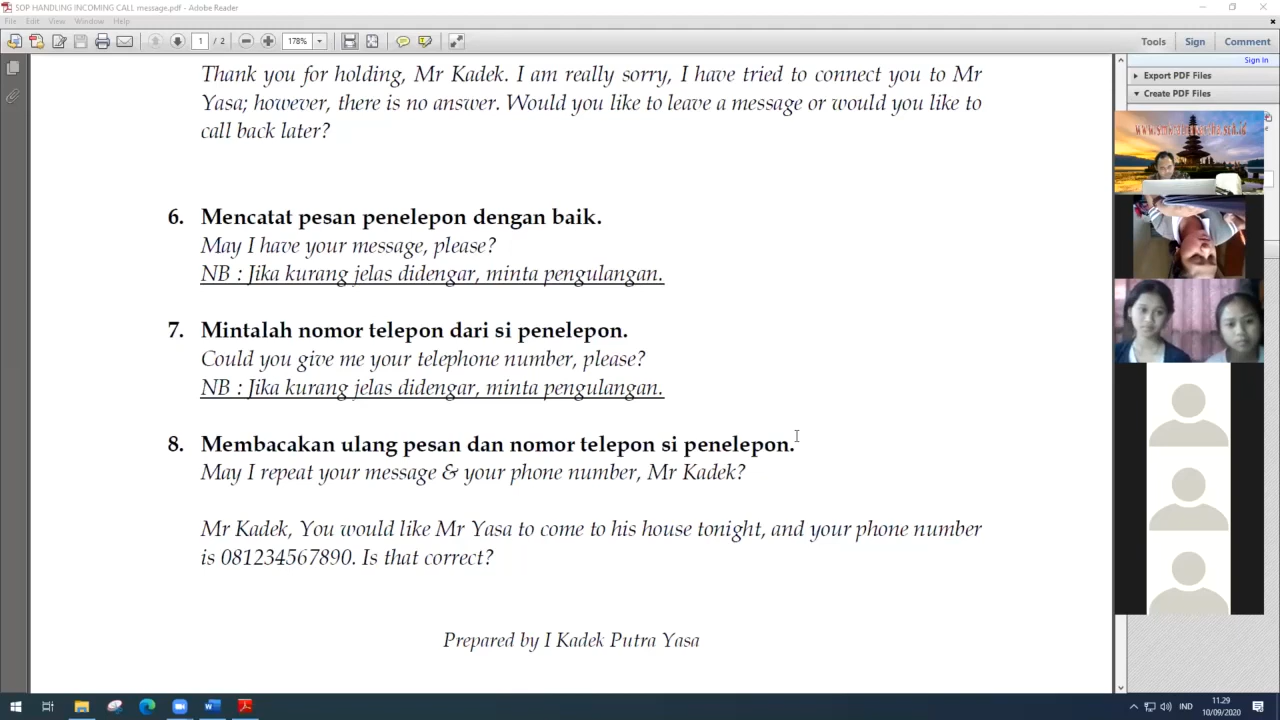 SOP HANDLING INCOMING CALL message.pdf - Adobe Reader
File Edit View Window Help
1 / 2 178% Tools Sign Comment
Sign In
Export PDF Files
Create PDF Files
Thank you for holding, Mr Kadek. I am really sorry, I have tried to connect you to Mr
Yasa; however, there is no answer. Would you like to leave a message or would you like to
call back later?
6. Mencatat pesan penelepon dengan baik.
May I have your message, please?
NB : Jika kurang jelas didengar, minta pengulangan.
7. Mintalah nomor telepon dari si penelepon.
Could you give me your telephone number, please?
NB : Jika kurang jelas didengar, minta pengulangan.
8. Membacakan ulang pesan dan nomor telepon si penelepon.
May I repeat your message & your phone number, Mr Kadek?
Mr Kadek, You would like Mr Yasa to come to his house tonight, and your phone number
is 081234567890. Is that correct?
Prepared by I Kadek Putra Yasa
IND
11.29
10/09/2020